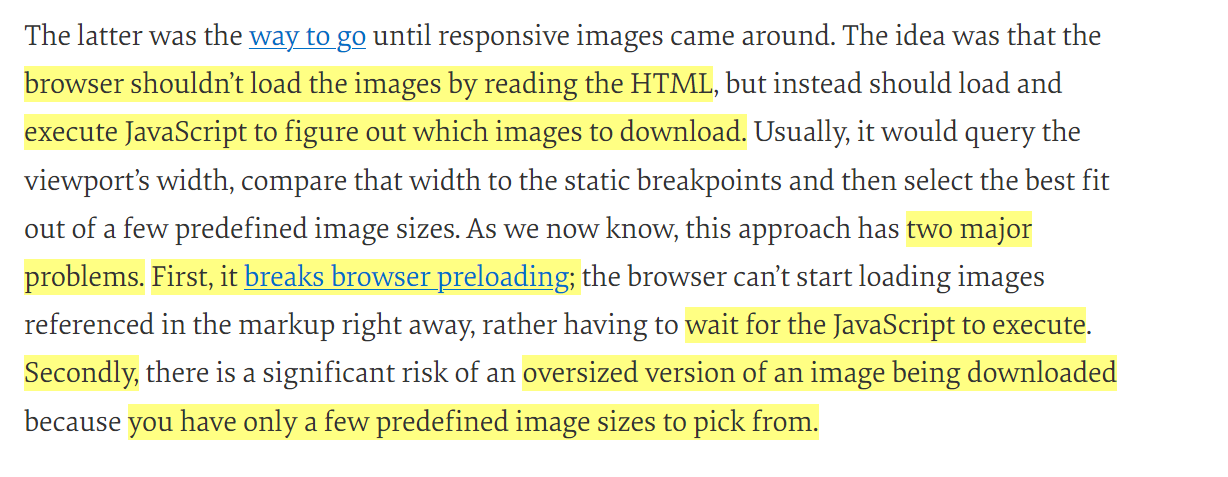 The latter was the way to go until responsive images came around. The idea was that the
browser shouldn’t load the images by reading the HTML, but instead should load and
execute JavaScript to figure out which images to download. Usually, it would query the
viewport’s width, compare that width to the static breakpoints and then select the best fit
out of a few predefined image sizes. As we now know, this approach has two major
problems. First, it breaks browser preloading; the browser can’t start loading images
referenced in the markup right away, rather having to wait for the JavaScript to execute.
Secondly, there is a significant risk of an oversized version of an image being downloaded
because you have only a few predefined image sizes to pick from.